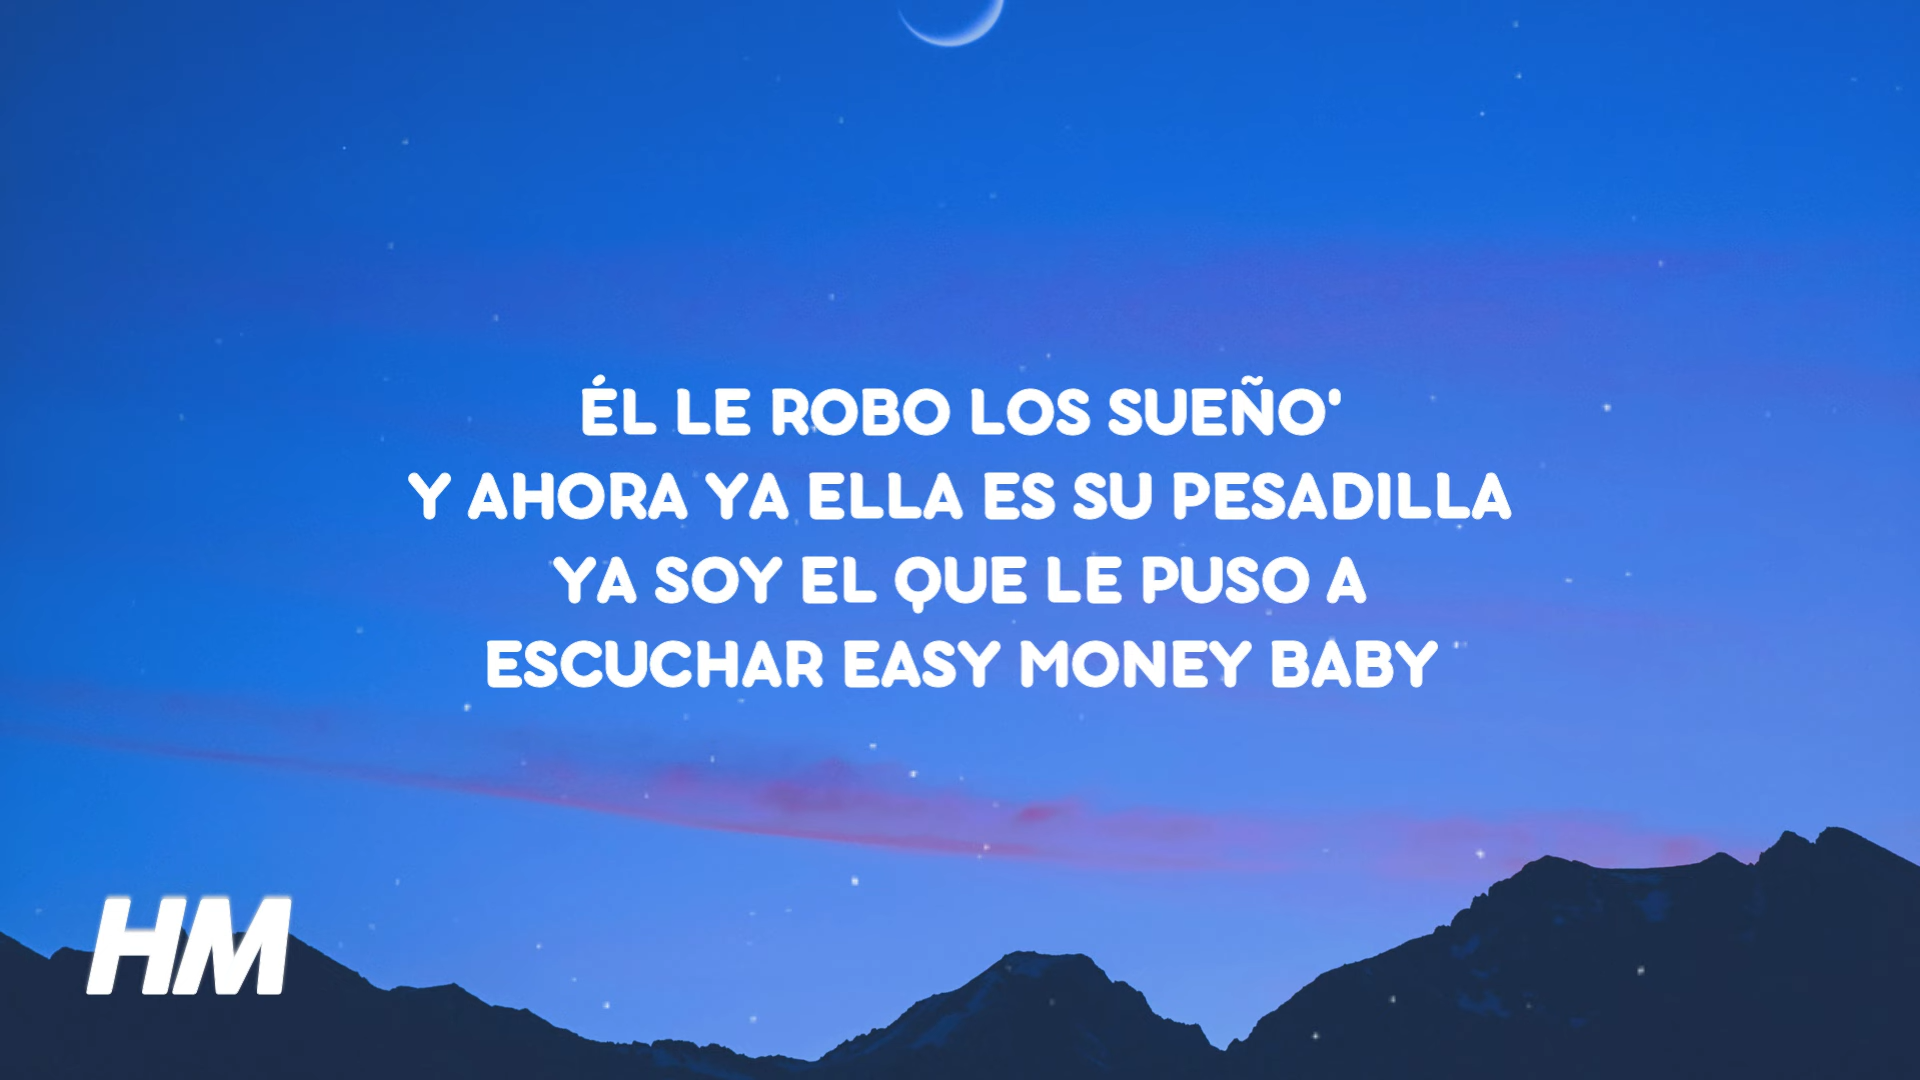 ÉL LE ROBO LOS SUEÑO'
Y AHORA YA ELLA ES SU PESADILLA
YA SOY EL QUE LE PUSO A
ESCUCHAR EASY MONEY BABY
HM